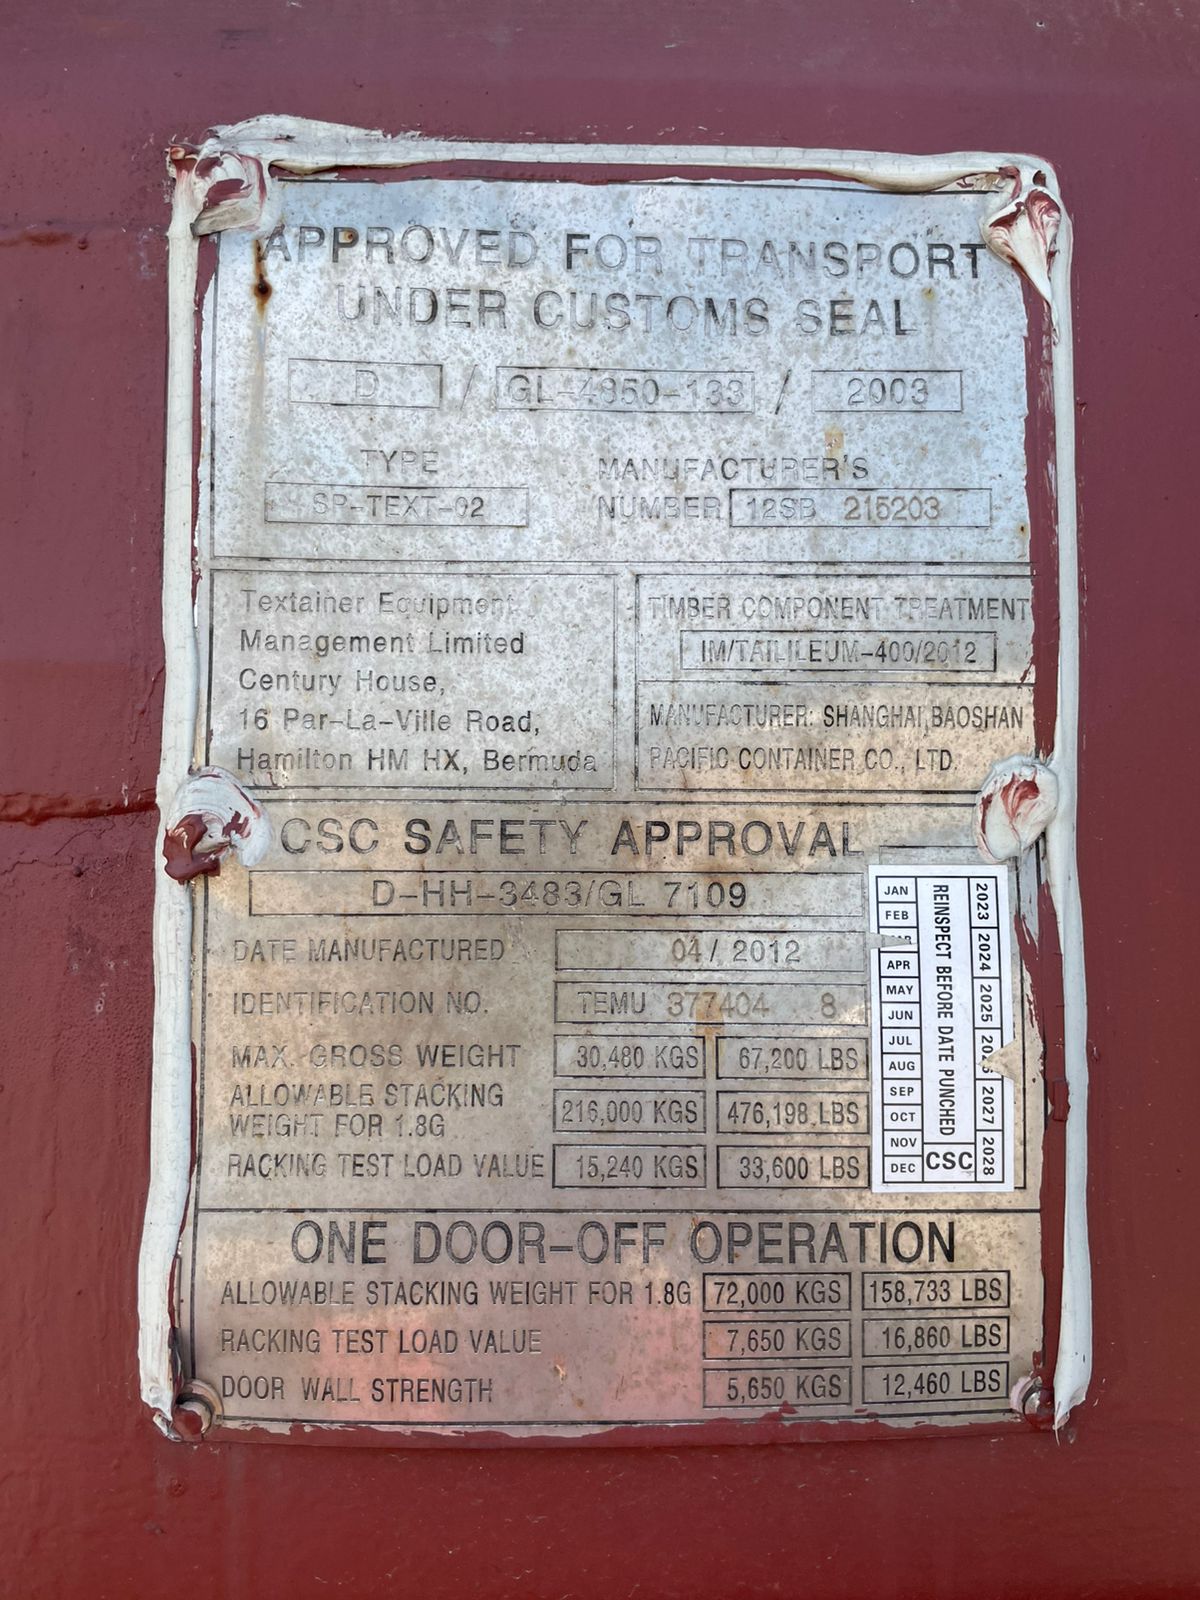 APPROVED FOR TRANSPORT
UNDER CUSTOMS SEAL
D / GL-4850-133 / 2003
TYPE
SP-TEXT-02
MANUFACTURER'S
NUMBER 12SB 215203
Textainer Equipment
Management Limited
Century House,
16 Par-La-Ville Road,
Hamilton HM HX, Bermuda
TIMBER COMPONENT TREATMENT
IM/TAILILEUM-400/2012
MANUFACTURER: SHANGHAI BAOSHAN
PACIFIC CONTAINER CO., LTD.
CSC SAFETY APPROVAL
D-HH-3483/GL 7109
DATE MANUFACTURED 04/ 2012
IDENTIFICATION NO. TEMU 377404 8
MAX. GROSS WEIGHT 30,480 KGS 67,200 LBS
ALLOWABLE STACKING
WEIGHT FOR 1.8G 216,000 KGS 476,198 LBS
RACKING TEST LOAD VALUE 15,240 KGS 33,600 LBS
JAN
FEB
APR
MAY
JUN
JUL
AUG
SEP
OCT
NOV
DEC
REINSPECT BEFORE DATE PUNCHED
CSC
2023 2024 2025 2026 2027 2028
ONE DOOR-OFF OPERATION
ALLOWABLE STACKING WEIGHT FOR 1.8G 72,000 KGS 158,733 LBS
RACKING TEST LOAD VALUE 7,650 KGS 16,860 LBS
DOOR WALL STRENGTH 5,650 KGS 12,460 LBS